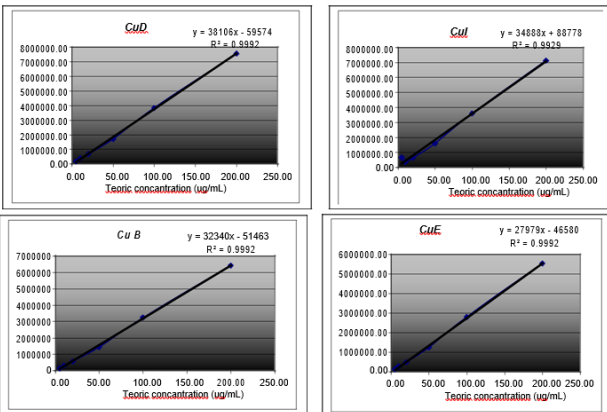 CuD
y = 38106x - 59574
R² = 0.9992
8000000.00
7000000.00
6000000.00
5000000.00
4000000.00
3000000.00
2000000.00
1000000.00
0.00
0.00 50.00 100.00 150.00 200.00 250.00
Teoric concantration (ug/mL)
CuI
y = 34888x + 88778
R² = 0.9929
8000000.00
7000000.00
6000000.00
5000000.00
4000000.00
3000000.00
2000000.00
1000000.00
0.00
0.00 50.00 100.00 150.00 200.00 250.00
Teoric concantration (ug/mL)
Cu B
y = 32340x - 51463
R² = 0.9992
7000000
6000000
5000000
4000000
3000000
2000000
1000000
0
0.00 50.00 100.00 150.00 200.00 250.00
Teoric concantration (ug/mL)
CuE
y = 27979x - 46580
R² = 0.9992
6000000.00
5000000.00
4000000.00
3000000.00
2000000.00
1000000.00
0.00
0.00 50.00 100.00 150.00 200.00 250.00
Teoric concantration (ug/mL)